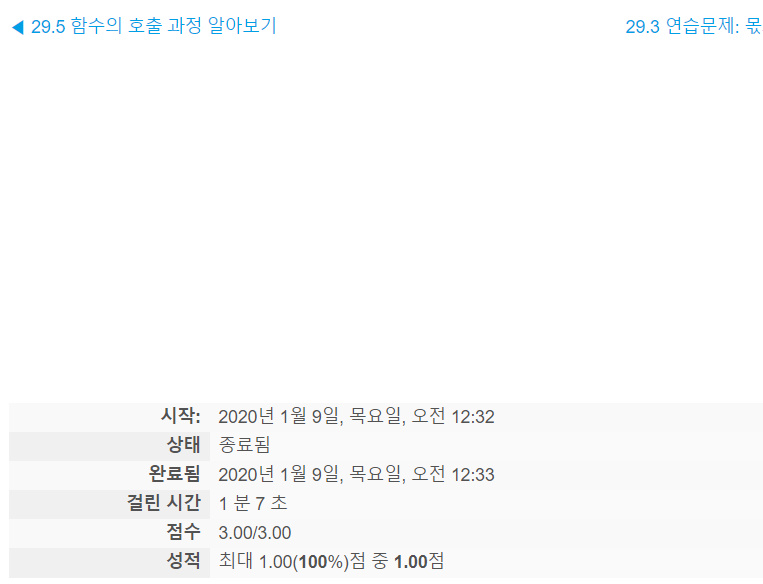 ◀ 29.5 함수의 호출 과정 알아보기
29.3 연습문제: 몫
시작: 2020년 1월 9일, 목요일, 오전 12:32
상태 종료됨
완료됨 2020년 1월 9일, 목요일, 오전 12:33
걸린 시간 1 분 7 초
점수 3.00/3.00
성적 최대 1.00(100%)점 중 1.00점